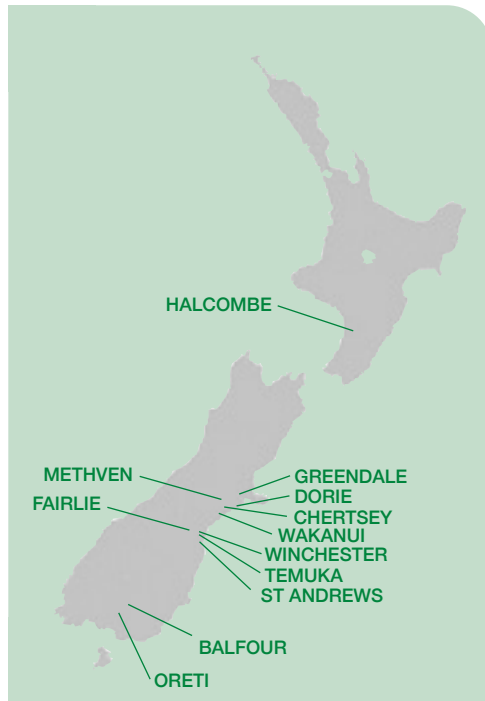 HALCOMBE
METHVEN
GREENDALE
FAIRLIE
DORIE
CHERTSEY
WAKANUI
WINCHESTER
TEMUKA
ST ANDREWS
BALFOUR
ORETI